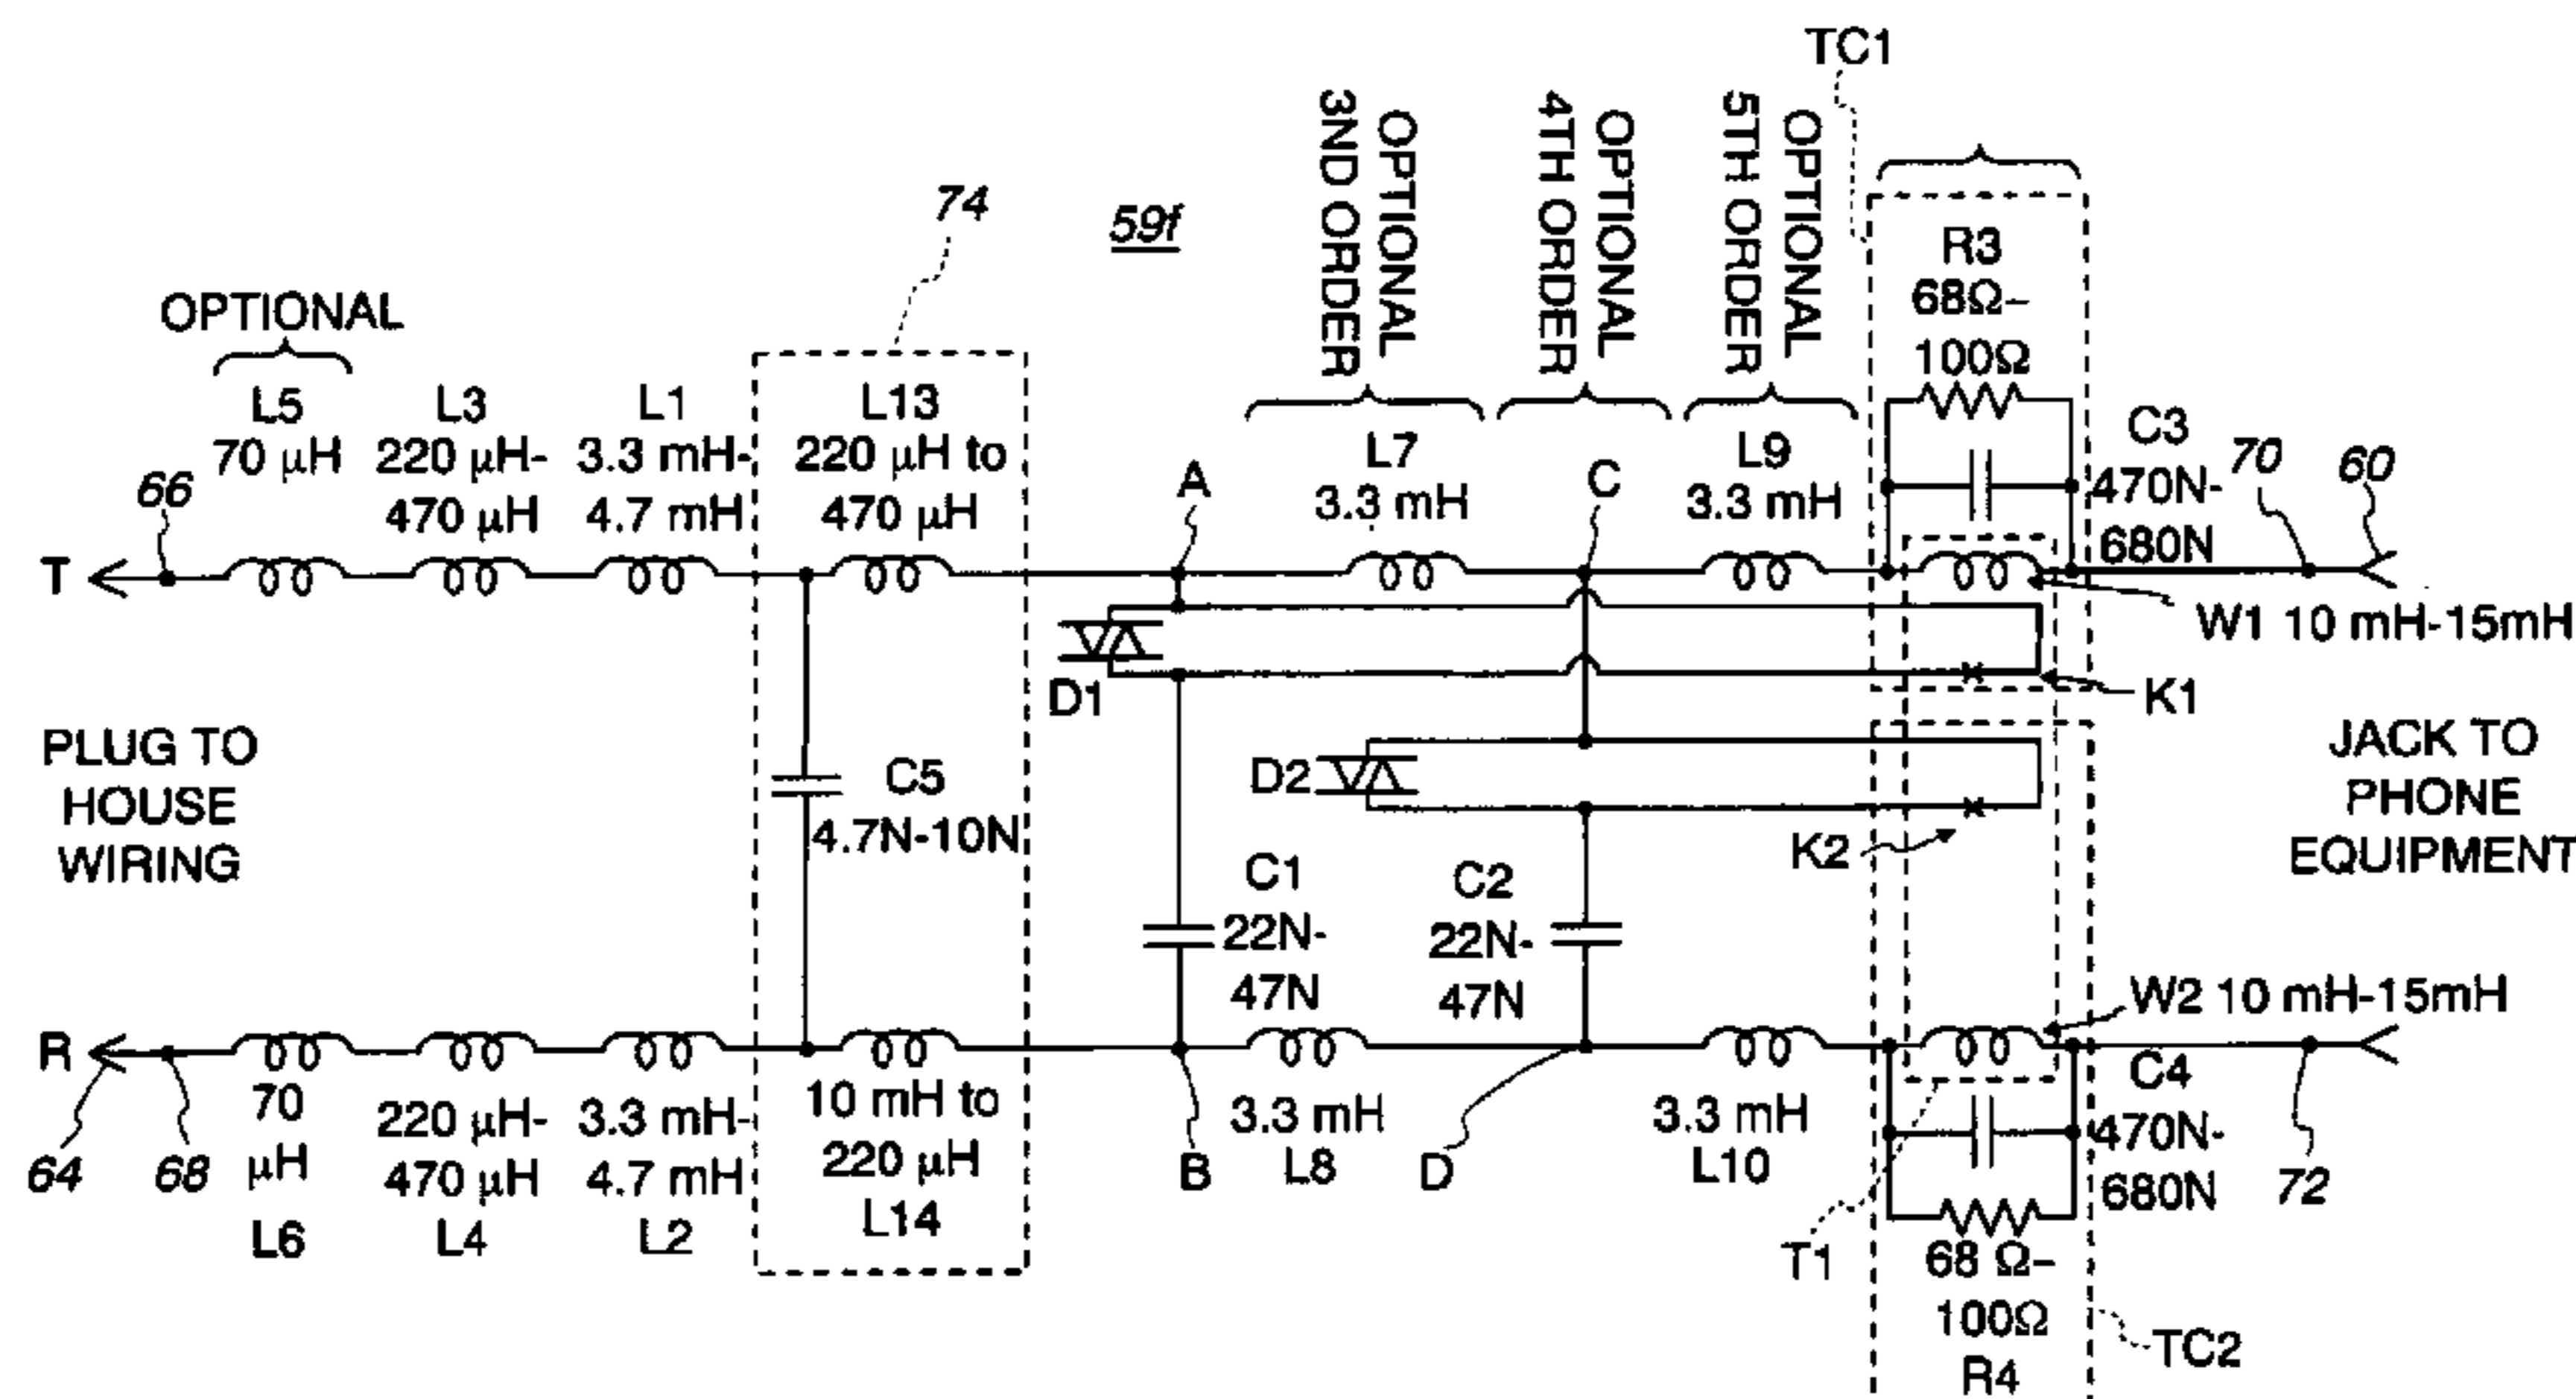 TC1
3ND ORDER
OPTIONAL
4TH ORDER
OPTIONAL
5TH ORDER
OPTIONAL
74
59f
R3
68Ω–
100Ω
OPTIONAL
L5
70 μH
L3
220 μH-
470 μH
L1
3.3 mH-
4.7 mH
L13
220 μH to
470 μH
A
L7
3.3 mH
C
L9
3.3 mH
C3
470N-
680N
70
60
66
T
W1 10 mH-15mH
D1
K1
PLUG TO
HOUSE
WIRING
C5
4.7N-10N
D2
K2
JACK TO
PHONE
EQUIPMENT
C1
22N-
47N
C2
22N-
47N
W2 10 mH-15mH
R
64
68
70
μH
L6
220 μH-
470 μH
L4
3.3 mH-
4.7 mH
L2
10 mH to
220 μH
L14
B
3.3 mH
L8
D
3.3 mH
L10
T1
C4
470N-
680N
72
68 Ω–
100Ω
R4
TC2